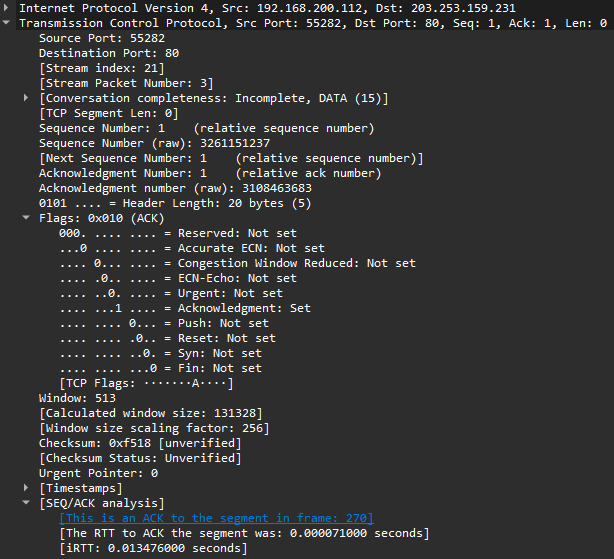 Internet Protocol Version 4, Src: 192.168.200.112, Dst: 203.253.159.231
Transmission Control Protocol, Src Port: 55282, Dst Port: 80, Seq: 1, Ack: 1, Len: 0
Source Port: 55282
Destination Port: 80
[Stream index: 21]
[Stream Packet Number: 3]
[Conversation completeness: Incomplete, DATA (15)]
[TCP Segment Len: 0]
Sequence Number: 1    (relative sequence number)
Sequence Number (raw): 3261151237
[Next Sequence Number: 1    (relative sequence number)]
Acknowledgment Number: 1    (relative ack number)
Acknowledgment number (raw): 3108463683
0101 .... = Header Length: 20 bytes (5)
Flags: 0x010 (ACK)
000. .... .... = Reserved: Not set
...0 .... .... = Accurate ECN: Not set
.... 0... .... = Congestion Window Reduced: Not set
.... .0.. .... = ECN-Echo: Not set
.... ..0. .... = Urgent: Not set
.... ...1 .... = Acknowledgment: Set
.... .... 0... = Push: Not set
.... .... .0.. = Reset: Not set
.... .... ..0. = Syn: Not set
.... .... ...0 = Fin: Not set
[TCP Flags: ·······A····]
Window: 513
[Calculated window size: 131328]
[Window size scaling factor: 256]
Checksum: 0xf518 [unverified]
[Checksum Status: Unverified]
Urgent Pointer: 0
[Timestamps]
[SEQ/ACK analysis]
[This is an ACK to the segment in frame: 270]
[The RTT to ACK the segment was: 0.000071000 seconds]
[iRTT: 0.013476000 seconds]